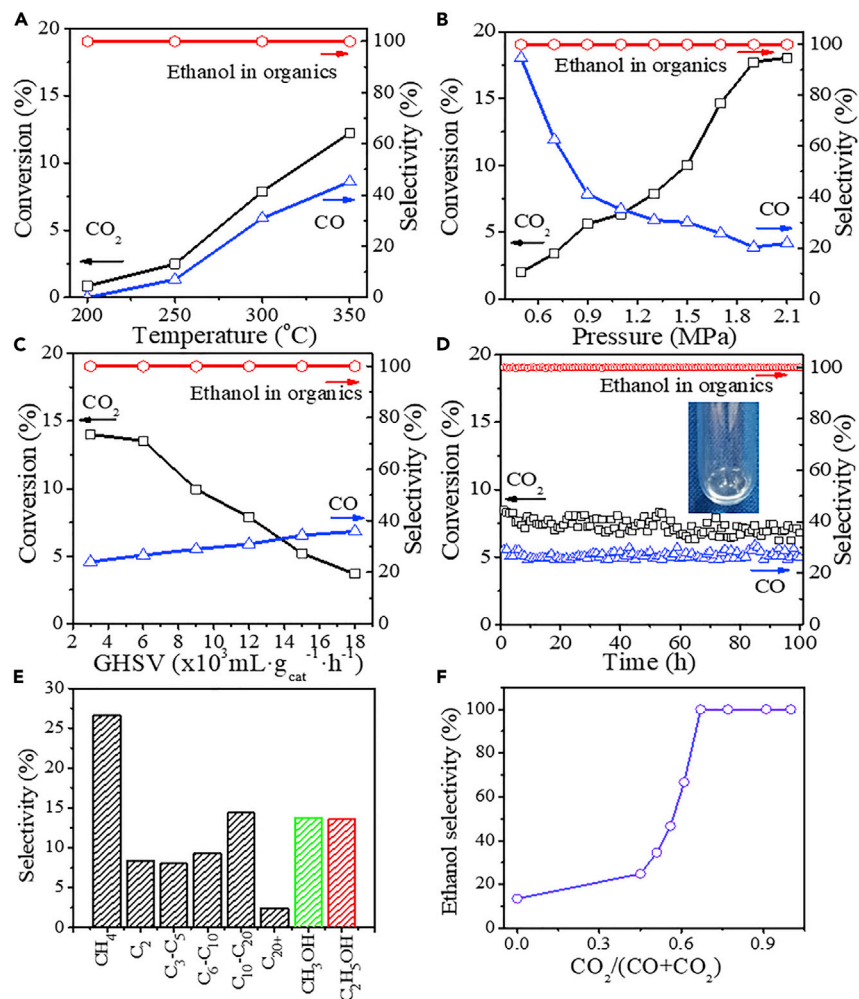 A
20
15
10
5
0
Conversion (%)
100
80
60
40
20
0
Selectivity (%)
Ethanol in organics
CO₂
CO
200 250 300 350
Temperature (°C)
B
20
15
10
5
0
Conversion (%)
100
80
60
40
20
0
Selectivity (%)
Ethanol in organics
CO₂
CO
0.6 0.9 1.2 1.5 1.8 2.1
Pressure (MPa)
C
20
15
10
5
0
Conversion (%)
100
80
60
40
20
0
Selectivity (%)
Ethanol in organics
CO₂
CO
2 4 6 8 10 12 14 16 18
GHSV (x10³mL·g_cat⁻¹·h⁻¹)
D
20
15
10
5
0
Conversion (%)
100
80
60
40
20
0
Selectivity (%)
Ethanol in organics
CO₂
CO
0 20 40 60 80 100
Time (h)
E
30
25
20
15
10
5
0
Selectivity (%)
CH₄ C₂ C₃-C₅ C₆-C₁₀ C₁₀-C₂₀ C₂₀₊ CH₃OH C₂H₅OH
F
100
80
60
40
20
0
Ethanol selectivity (%)
0.0 0.3 0.6 0.9
CO₂/(CO+CO₂)